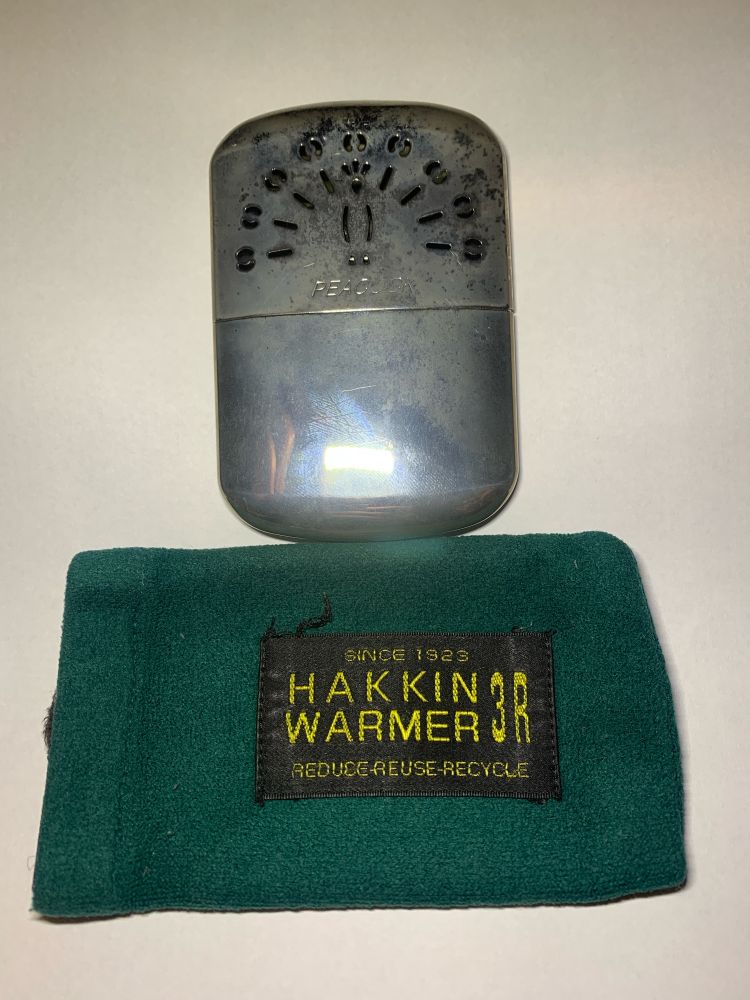 PEACOCK
SINCE 1923
HAKKIN
WARMER 3R
REDUCE-REUSE-RECYCLE